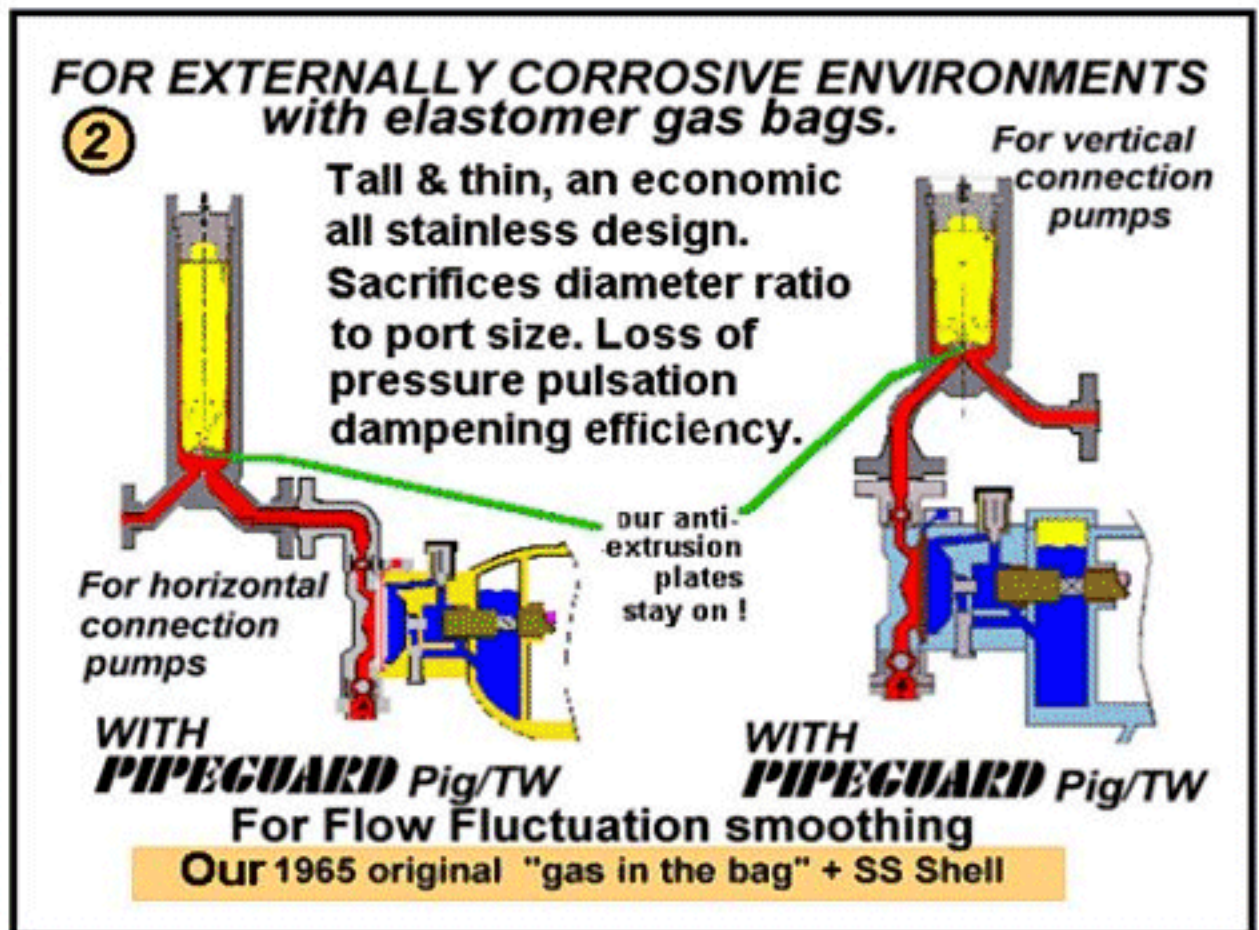 FOR EXTERNALLY CORROSIVE ENVIRONMENTS
with elastomer gas bags.
2
For vertical
connection
pumps
Tall & thin, an economic
all stainless design.
Sacrifices diameter ratio
to port size. Loss of
pressure pulsation
dampening efficiency.
our anti-
-extrusion
plates
stay on !
For horizontal
connection
pumps
WITH
PIPEGUARD Pig/TW
WITH
PIPEGUARD Pig/TW
For Flow Fluctuation smoothing
Our 1965 original "gas in the bag" + SS Shell